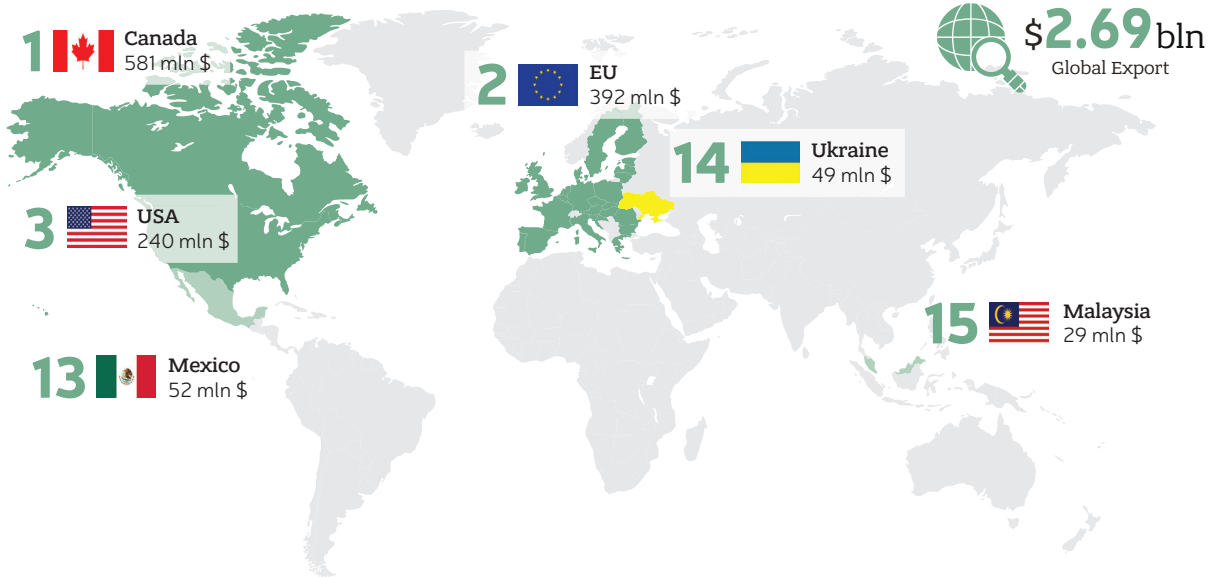 1 Canada
581 mln $
2 EU
392 mln $
$2.69 bln
Global Export
14 Ukraine
49 mln $
3 USA
240 mln $
15 Malaysia
29 mln $
13 Mexico
52 mln $